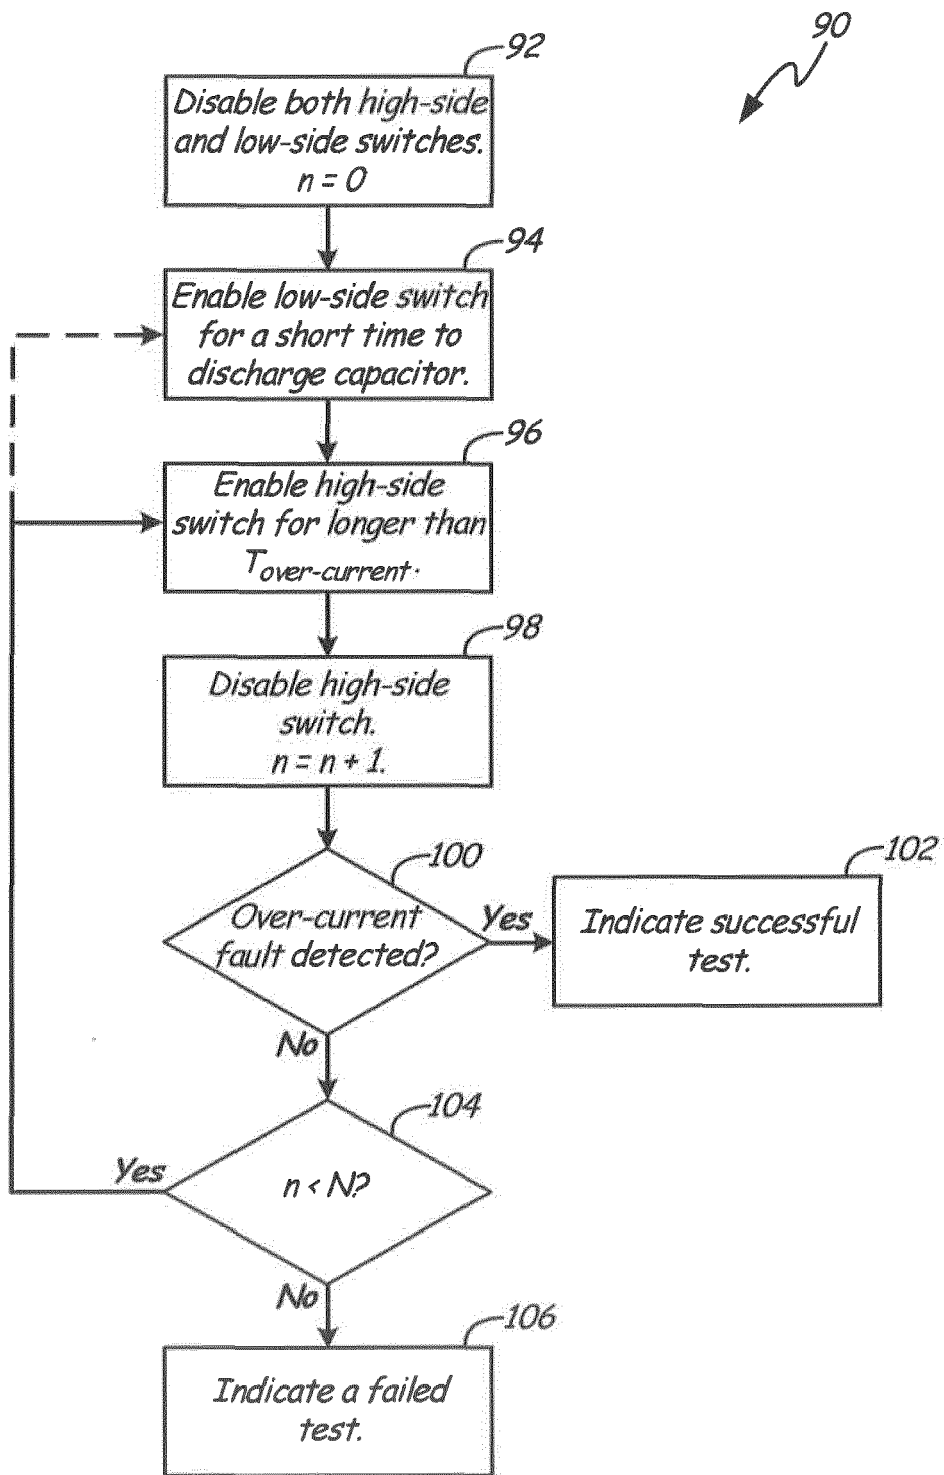 90
92
Disable both high-side
and low-side switches.
n = 0
94
Enable low-side switch
for a short time to
discharge capacitor.
96
Enable high-side
switch for longer than
Tover-current.
98
Disable high-side
switch.
n = n + 1.
100
Over-current
fault detected?
Yes
102
Indicate successful
test.
No
104
n < N?
Yes
No
106
Indicate a failed
test.